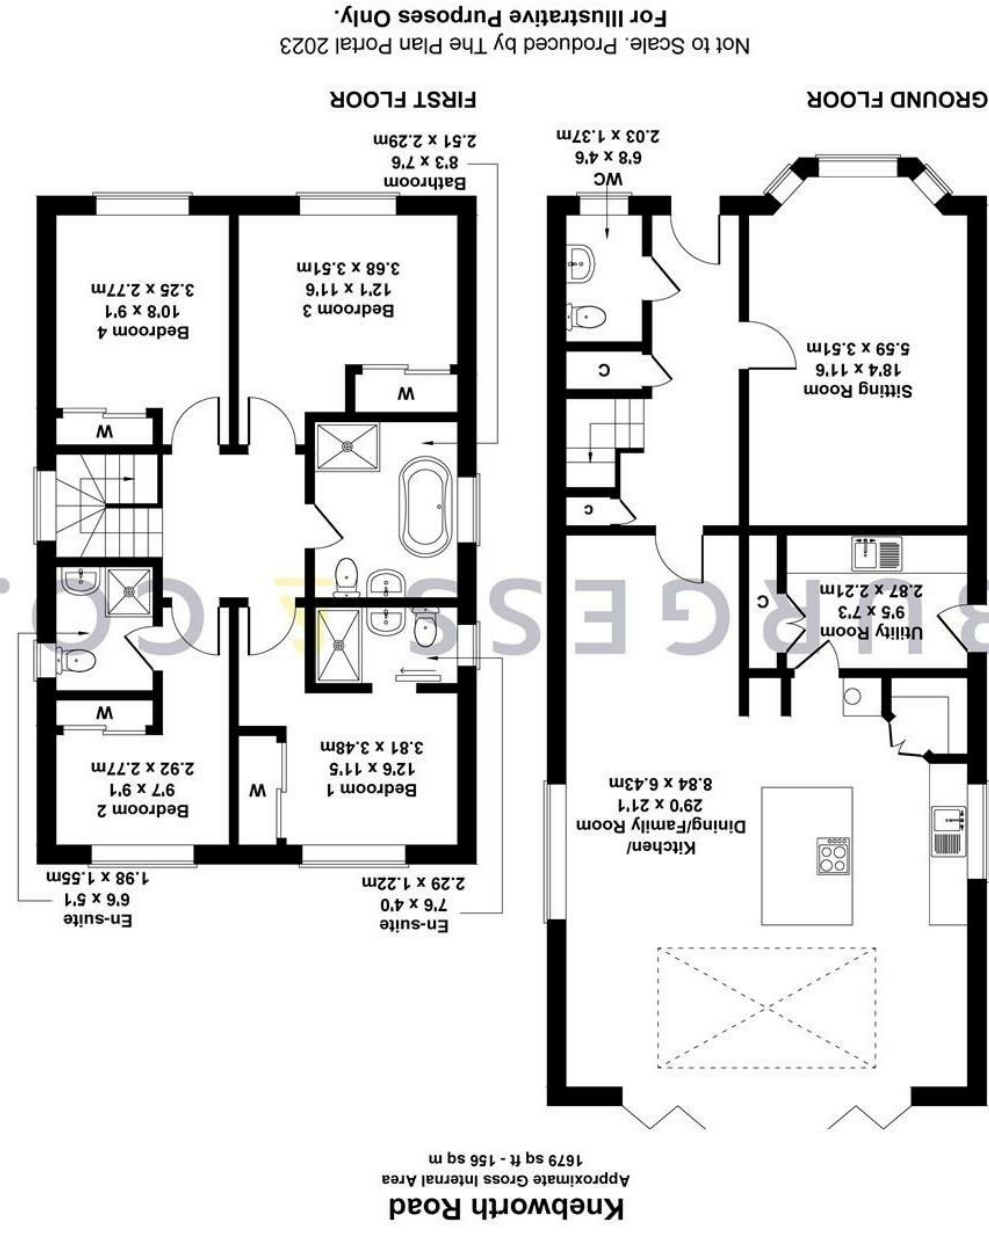 Knebworth Road
Approximate Gross Internal Area
1679 sq ft - 156 sq m
Kitchen/
Dining/Family Room
29'0 x 21'1
8.84 x 6.43m
Utility Room
9'5 x 7'3
2.87 x 2.21m
C
C
C
Sitting Room
18'4 x 11'6
5.59 x 3.51m
WC
6'8 x 4'6
2.03 x 1.37m
GROUND FLOOR
En-suite
7'6 x 4'0
2.29 x 1.22m
En-suite
6'6 x 5'1
1.98 x 1.55m
Bedroom 1
12'6 x 11'5
3.81 x 3.48m
W
Bedroom 2
9'7 x 9'1
2.92 x 2.77m
W
W
W
Bedroom 3
12'1 x 11'6
3.68 x 3.51m
Bedroom 4
10'8 x 9'1
3.25 x 2.77m
Bathroom
8'3 x 7'6
2.51 x 2.29m
FIRST FLOOR
Not to Scale. Produced by The Plan Portal 2023
For Illustrative Purposes Only.
BURGESS CO.